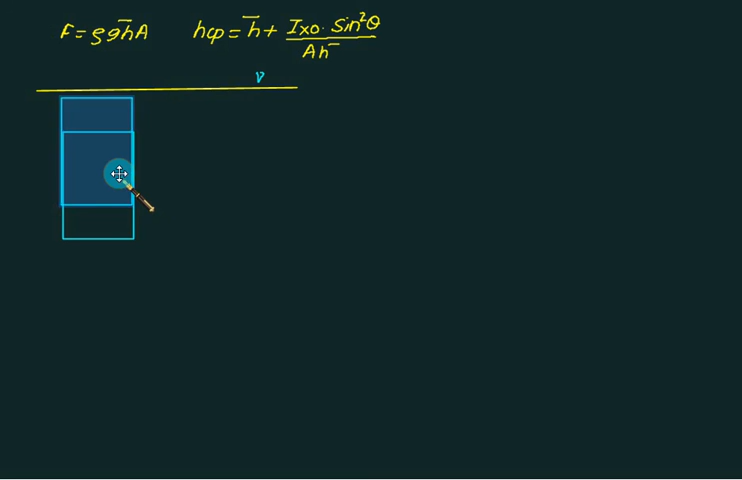 F = ρgh̄A hcp = h̄ + Ixo. Sin²θ / Ah̄